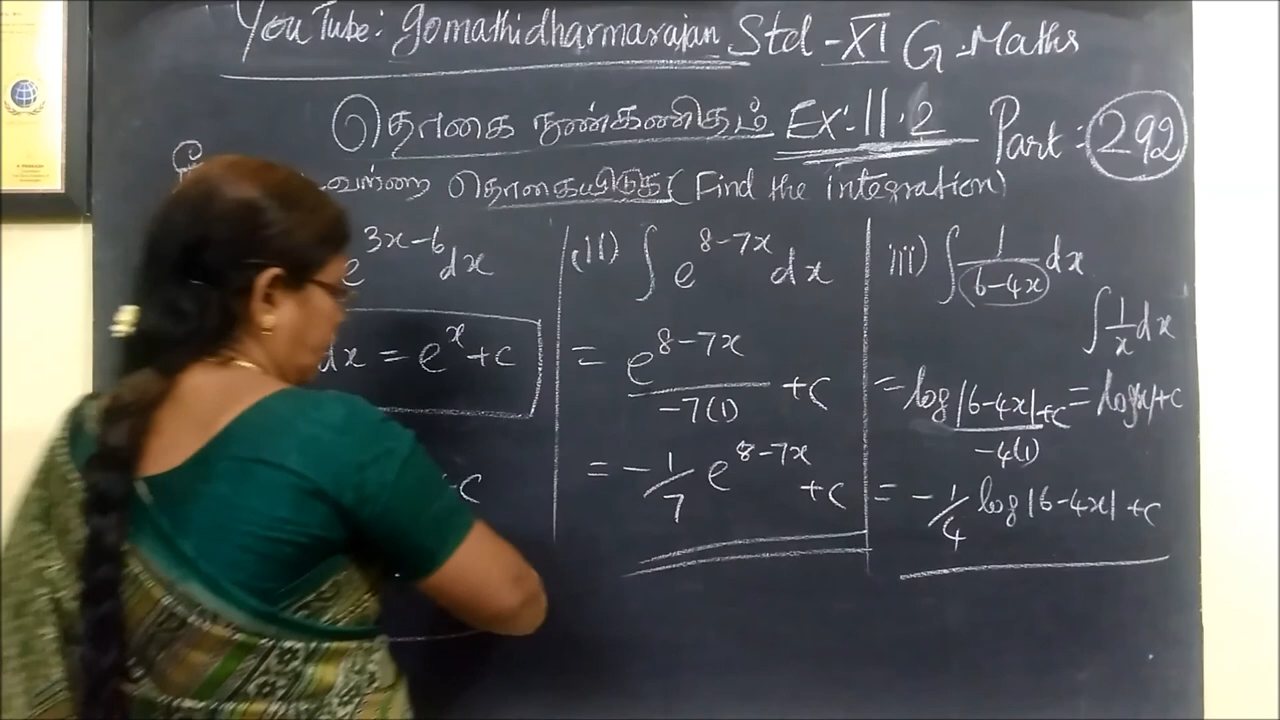 YouTube: gomathidharmarajan Std-XI G.Maths
தொகை நுண்கணிதம் Ex:-11.2 Part: 292
தொகையிடுக (Find the integration)
e^{3x-6} dx
(ii) ∫ e^{8-7x} dx
iii) ∫ 1/(6-4x) dx
dx = e^x + c
= e^{8-7x}/-7(1) + c
∫ 1/x dx
= log|6-4x|/-4(1) + c = log|x| + c
- c
= -1/7 e^{8-7x} + c
= -1/4 log|6-4x| + c